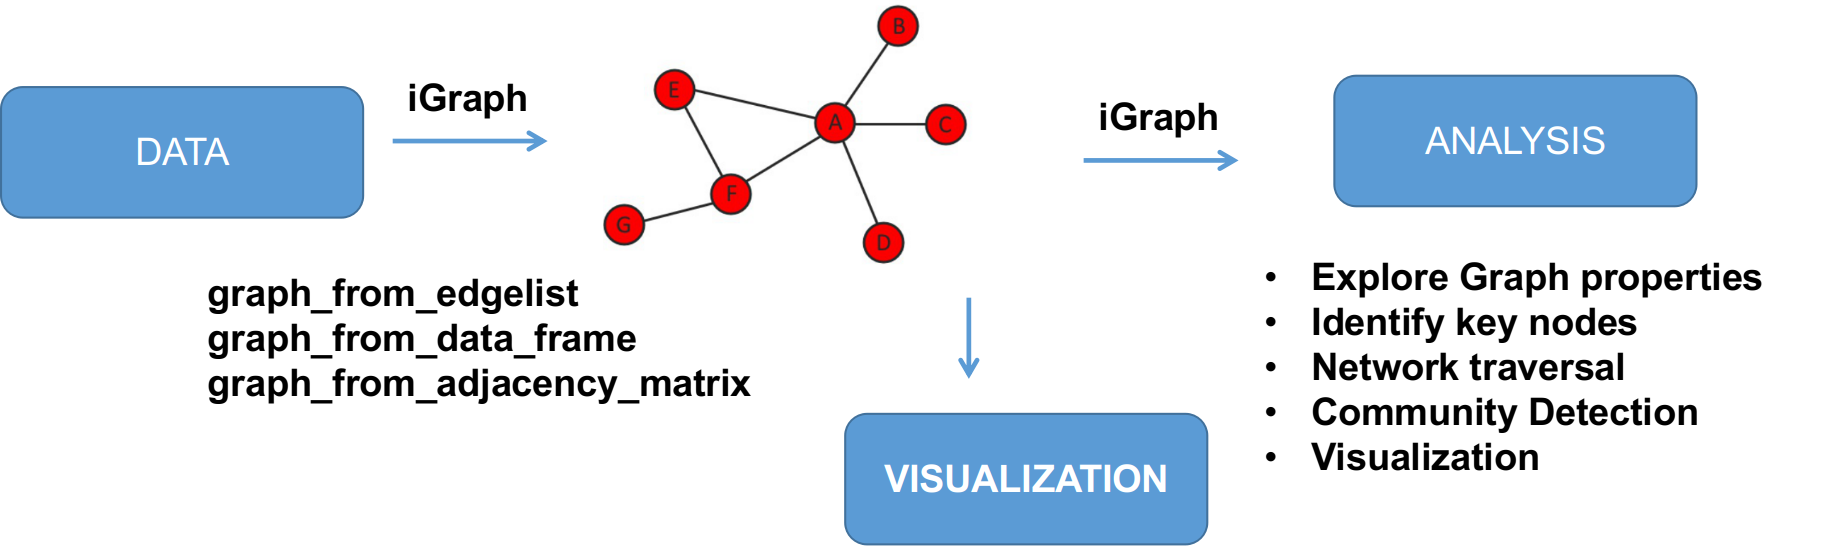 DATA
iGraph
B
E
A
C
F
G
D
iGraph
ANALYSIS
graph_from_edgelist
graph_from_data_frame
graph_from_adjacency_matrix
VISUALIZATION
• Explore Graph properties
• Identify key nodes
• Network traversal
• Community Detection
• Visualization